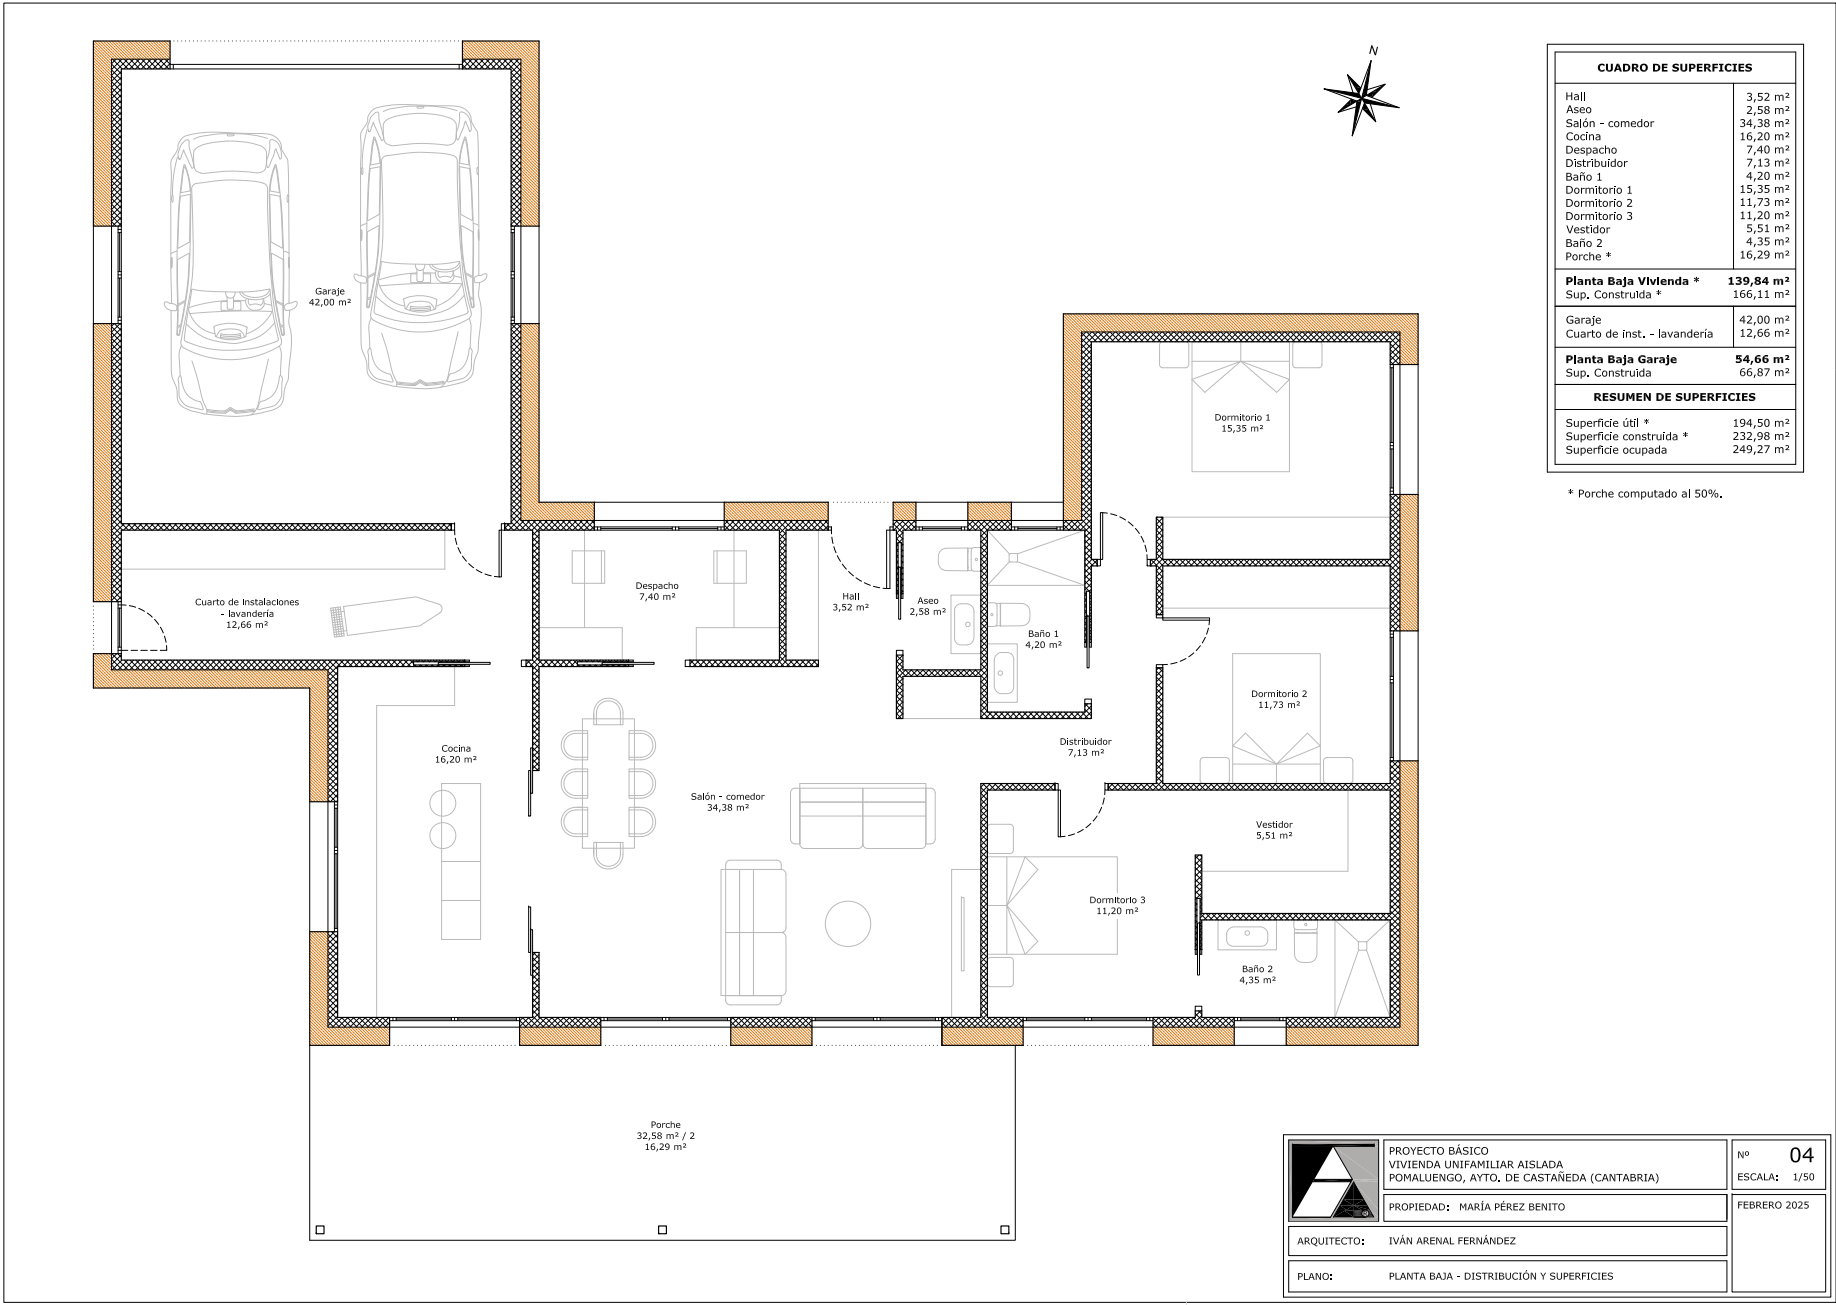 N
CUADRO DE SUPERFICIES
Hall 3,52 m²
Aseo 2,58 m²
Salón - comedor 34,38 m²
Cocina 16,20 m²
Despacho 7,40 m²
Distribuidor 7,13 m²
Baño 1 4,20 m²
Dormitorio 1 15,35 m²
Dormitorio 2 11,73 m²
Dormitorio 3 11,20 m²
Vestidor 5,51 m²
Baño 2 4,35 m²
Porche * 16,29 m²
Planta Baja Vivienda * 139,84 m²
Sup. Construida * 166,11 m²
Garaje 42,00 m²
Cuarto de inst. - lavandería 12,66 m²
Planta Baja Garaje 54,66 m²
Sup. Construida 66,87 m²
RESUMEN DE SUPERFICIES
Superficie útil * 194,50 m²
Superficie construida * 232,98 m²
Superficie ocupada 249,27 m²
* Porche computado al 50%.
Garaje
42,00 m²
Dormitorio 1
15,35 m²
Despacho
7,40 m²
Cuarto de Instalaciones
- lavandería
12,66 m²
Hall
3,52 m²
Aseo
2,58 m²
Baño 1
4,20 m²
Dormitorio 2
11,73 m²
Cocina
16,20 m²
Distribuidor
7,13 m²
Salón - comedor
34,38 m²
Vestidor
5,51 m²
Dormitorio 3
11,20 m²
Baño 2
4,35 m²
Porche
32,58 m² / 2
16,29 m²
PROYECTO BÁSICO
VIVIENDA UNIFAMILIAR AISLADA
POMALUENGO, AYTO. DE CASTAÑEDA (CANTABRIA)
Nº 04
ESCALA: 1/50
PROPIEDAD: MARÍA PÉREZ BENITO
FEBRERO 2025
ARQUITECTO: IVÁN ARENAL FERNÁNDEZ
PLANO: PLANTA BAJA - DISTRIBUCIÓN Y SUPERFICIES